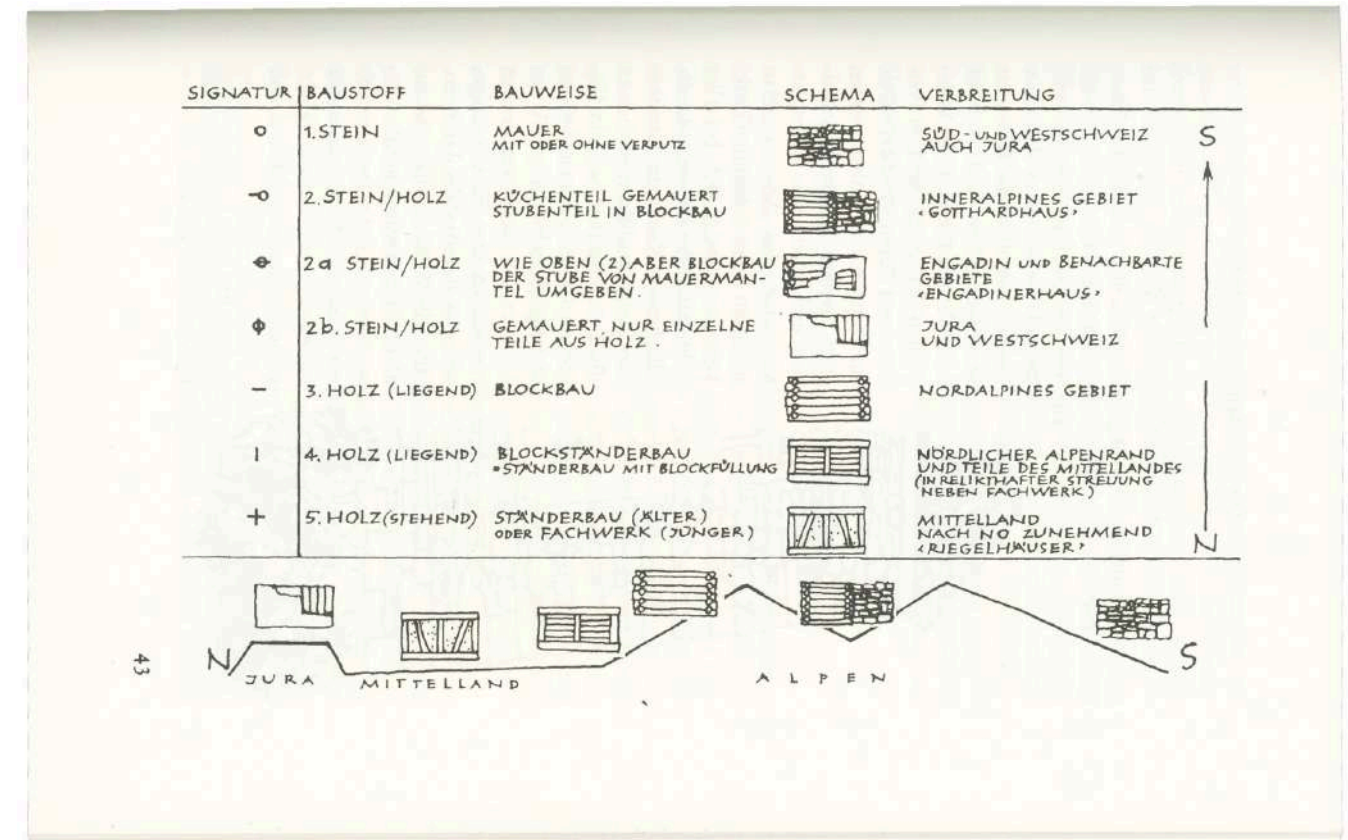 SIGNATUR BAUSTOFF BAUWEISE SCHEMA VERBREITUNG
1. STEIN
MAUER
MIT ODER OHNE VERPUTZ
SÜD- UND WESTSCHWEIZ
AUCH JURA
2. STEIN/HOLZ
KÜCHENTEIL GEMAUERT
STUBENTEIL IN BLOCKBAU
INNERALPINES GEBIET
‹GOTTHARDHAUS›
2a STEIN/HOLZ
WIE OBEN (2) ABER BLOCKBAU
DER STUBE VON MAUERMAN-
TEL UMGEBEN.
ENGADIN UND BENACHBARTE
GEBIETE
‹ENGADINERHAUS›
2b. STEIN/HOLZ
GEMAUERT, NUR EINZELNE
TEILE AUS HOLZ.
JURA
UND WESTSCHWEIZ
3. HOLZ (LIEGEND)
BLOCKBAU
NORDALPINES GEBIET
4. HOLZ (LIEGEND)
BLOCKSTÄNDERBAU
=STÄNDERBAU MIT BLOCKFÜLLUNG
NÖRDLICHER ALPENRAND
UND TEILE DES MITTELLANDES
(IN RELIKTHAFTER STREUUNG
NEBEN FACHWERK)
5. HOLZ (STEHEND)
STÄNDERBAU (ÄLTER)
ODER FACHWERK (JÜNGER)
MITTELLAND
NACH NO ZUNEHMEND
‹RIEGELHÄUSER›
S
N
N
JURA
MITTELLAND
ALPEN
S
43